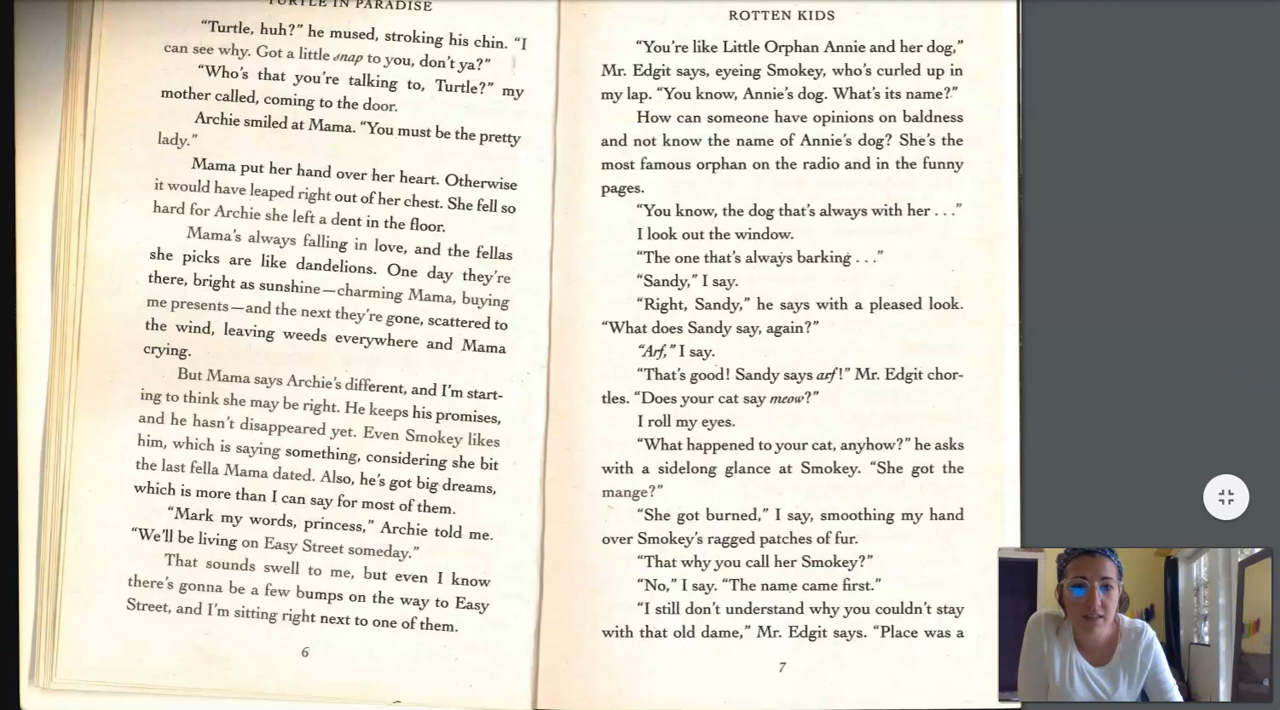 TURTLE IN PARADISE
“Turtle, huh?” he mused, stroking his chin. “I
can see why. Got a little snap to you, don’t ya?”
“Who’s that you’re talking to, Turtle?” my
mother called, coming to the door.
Archie smiled at Mama. “You must be the pretty
lady.”
Mama put her hand over her heart. Otherwise
it would have leaped right out of her chest. She fell so
hard for Archie she left a dent in the floor.
Mama’s always falling in love, and the fellas
she picks are like dandelions. One day they’re
there, bright as sunshine—charming Mama, buying
me presents—and the next they’re gone, scattered to
the wind, leaving weeds everywhere and Mama
crying.
But Mama says Archie’s different, and I’m start-
ing to think she may be right. He keeps his promises,
and he hasn’t disappeared yet. Even Smokey likes
him, which is saying something, considering she bit
the last fella Mama dated. Also, he’s got big dreams,
which is more than I can say for most of them.
“Mark my words, princess,” Archie told me.
“We’ll be living on Easy Street someday.”
That sounds swell to me, but even I know
there’s gonna be a few bumps on the way to Easy
Street, and I’m sitting right next to one of them.
6
ROTTEN KIDS
“You’re like Little Orphan Annie and her dog,”
Mr. Edgit says, eyeing Smokey, who’s curled up in
my lap. “You know, Annie’s dog. What’s its name?”
How can someone have opinions on baldness
and not know the name of Annie’s dog? She’s the
most famous orphan on the radio and in the funny
pages.
“You know, the dog that’s always with her . . .”
I look out the window.
“The one that’s always barking . . .”
“Sandy,” I say.
“Right, Sandy,” he says with a pleased look.
“What does Sandy say, again?”
“Arf,” I say.
“That’s good! Sandy says arf!” Mr. Edgit chor-
tles. “Does your cat say meow?”
I roll my eyes.
“What happened to your cat, anyhow?” he asks
with a sidelong glance at Smokey. “She got the
mange?”
“She got burned,” I say, smoothing my hand
over Smokey’s ragged patches of fur.
“That why you call her Smokey?”
“No,” I say. “The name came first.”
“I still don’t understand why you couldn’t stay
with that old dame,” Mr. Edgit says. “Place was a
7